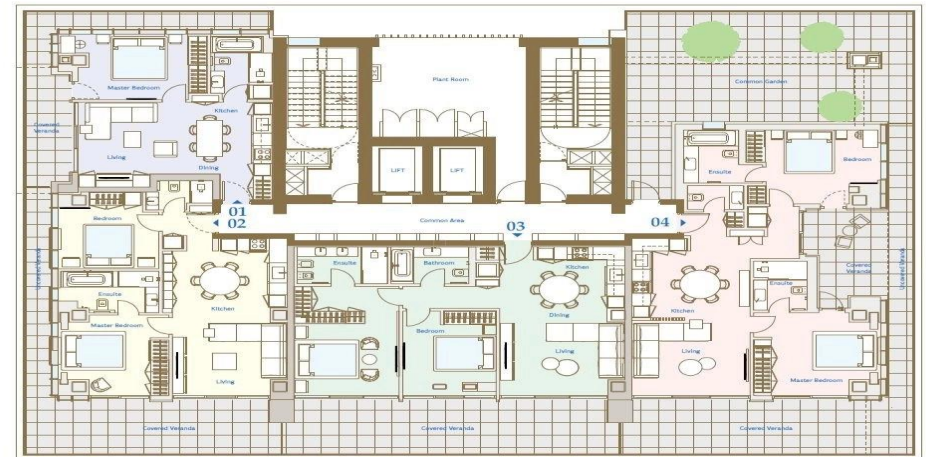 Plant Room
Common Garden
Master Bedroom
Kitchen
Covered
Veranda
Living
Dining
LIFT
LIFT
Ensuite
Bedroom
01
02
Common Area
03
04
Bedroom
Ensuite
Kitchen
Master Bedroom
Living
Ensuite
Bathroom
Kitchen
Dining
Bedroom
Living
Covered
Veranda
Ensuite
Kitchen
Living
Master Bedroom
Covered Veranda
Covered Veranda
Covered Veranda